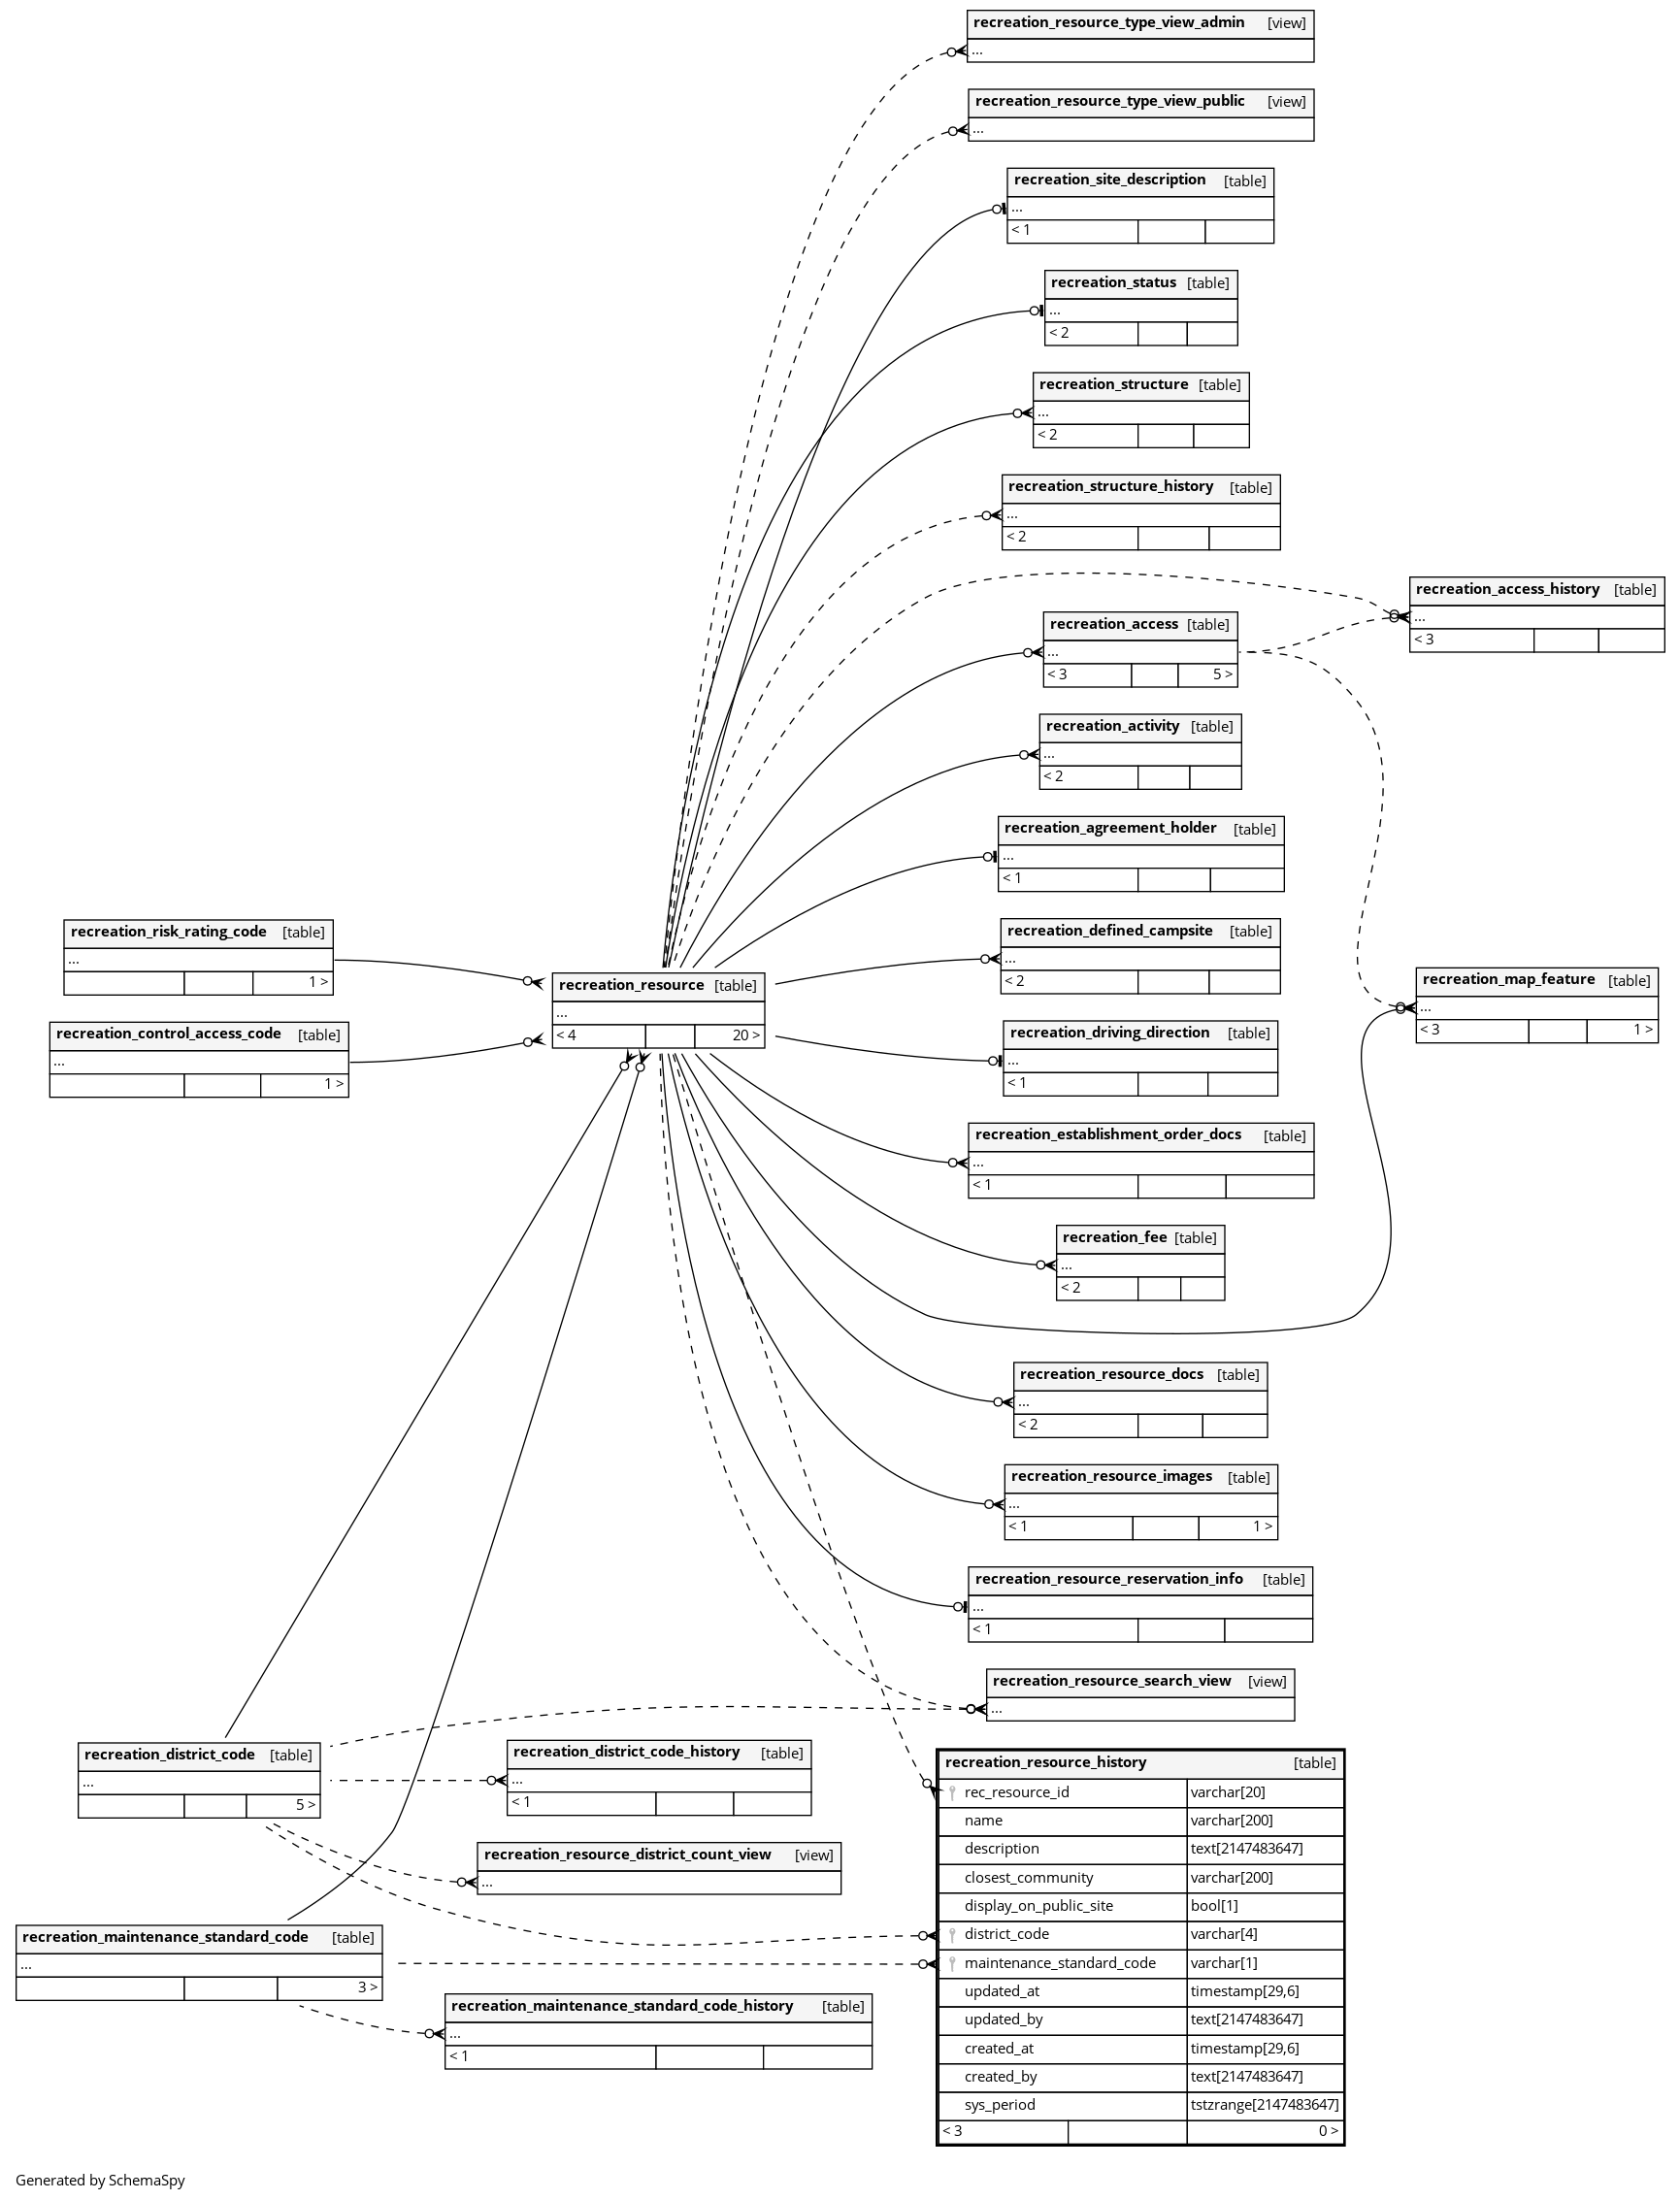 recreation_resource_type_view_admin [view]
...
recreation_resource_type_view_public [view]
...
recreation_site_description [table]
...
< 1
recreation_status [table]
...
< 2
recreation_structure [table]
...
< 2
recreation_structure_history [table]
...
< 2
recreation_access_history [table]
...
< 3
recreation_access [table]
...
< 3 5 >
recreation_activity [table]
...
< 2
recreation_agreement_holder [table]
...
< 1
recreation_risk_rating_code [table]
...
1 >
recreation_defined_campsite [table]
...
< 2
recreation_resource [table]
...
< 4 20 >
recreation_map_feature [table]
...
< 3 1 >
recreation_control_access_code [table]
...
1 >
recreation_driving_direction [table]
...
< 1
recreation_establishment_order_docs [table]
...
< 1
recreation_fee [table]
...
< 2
recreation_resource_docs [table]
...
< 2
recreation_resource_images [table]
...
< 1 1 >
recreation_resource_reservation_info [table]
...
< 1
recreation_resource_search_view [view]
...
recreation_district_code [table]
...
5 >
recreation_district_code_history [table]
...
< 1
recreation_resource_district_count_view [view]
...
recreation_maintenance_standard_code [table]
...
3 >
recreation_maintenance_standard_code_history [table]
...
< 1
recreation_resource_history [table]
rec_resource_id varchar[20]
name varchar[200]
description text[2147483647]
closest_community varchar[200]
display_on_public_site bool[1]
district_code varchar[4]
maintenance_standard_code varchar[1]
updated_at timestamp[29,6]
updated_by text[2147483647]
created_at timestamp[29,6]
created_by text[2147483647]
sys_period tstzrange[2147483647]
< 3 0 >
Generated by SchemaSpy